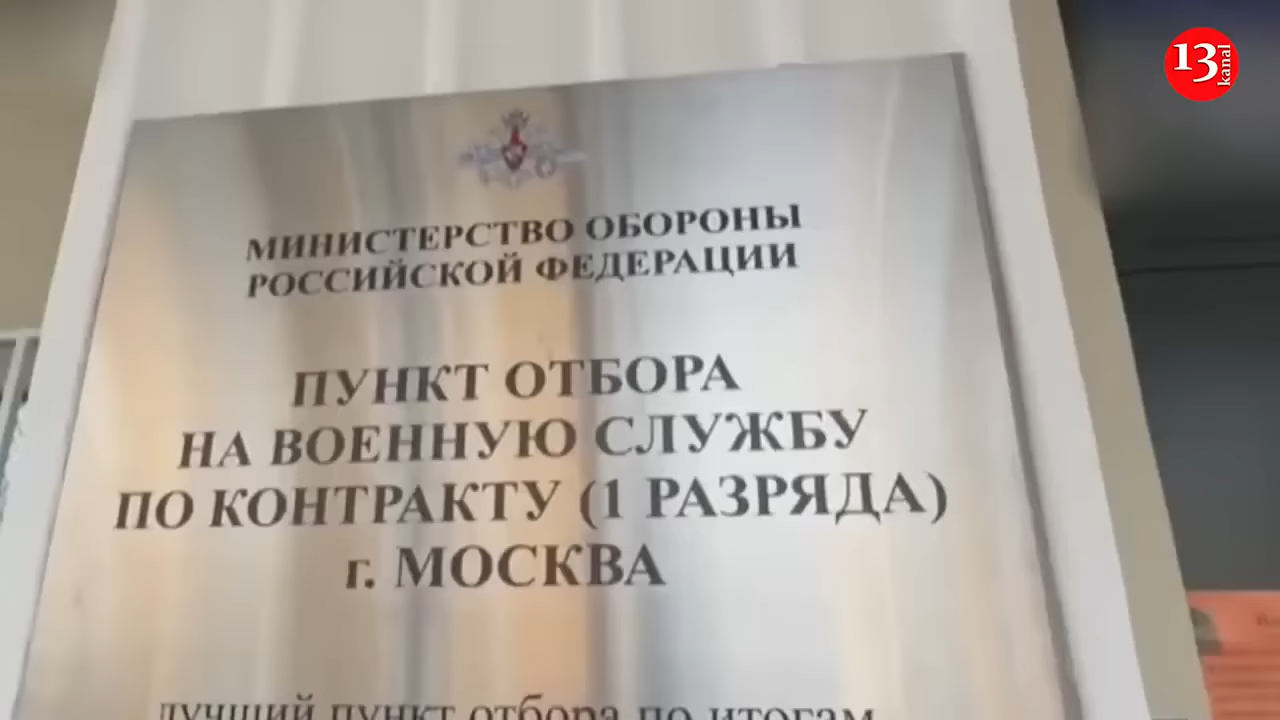 13 kanal
МИНИСТЕРСТВО ОБОРОНЫ
РОССИЙСКОЙ ФЕДЕРАЦИИ
ПУНКТ ОТБОРА
НА ВОЕННУЮ СЛУЖБУ
ПО КОНТРАКТУ (1 РАЗРЯДА)
г. МОСКВА
лучший пункт отбора по итогам